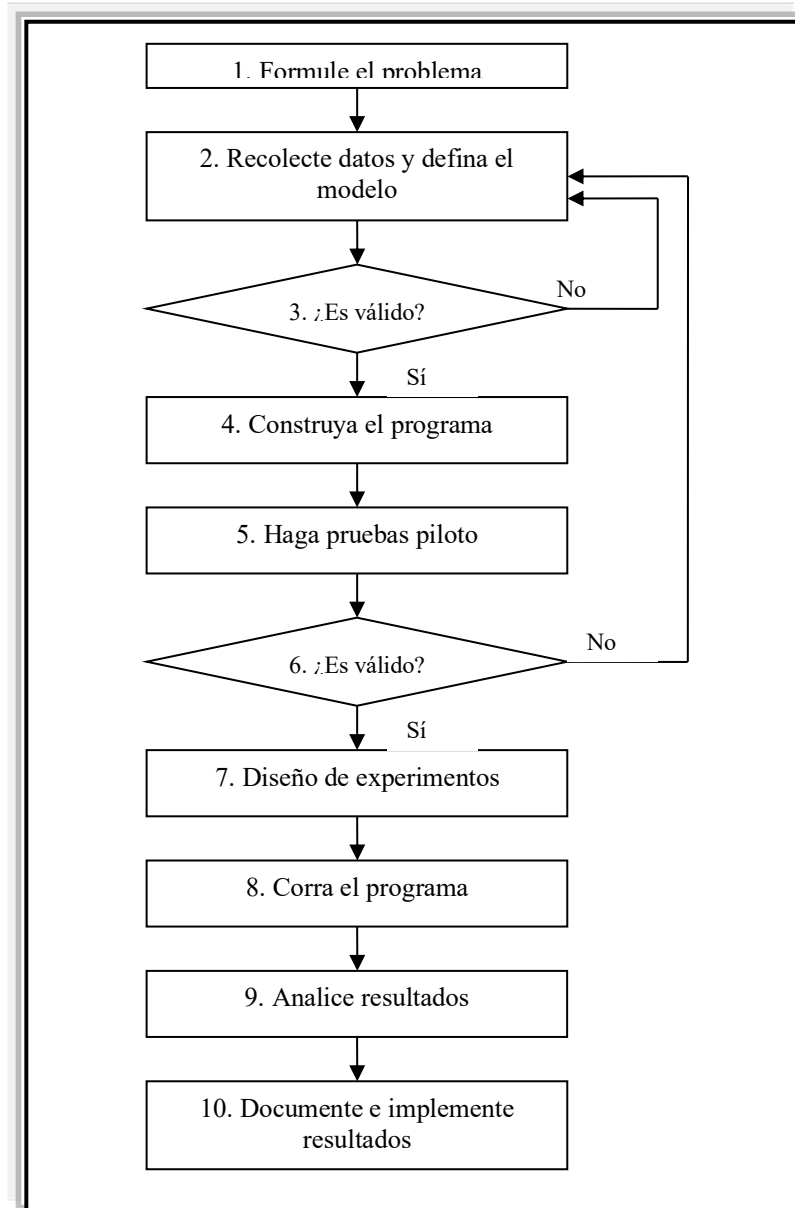 1. Formule el problema
2. Recolecte datos y defina el
modelo
No
3. ¿Es válido?
Sí
4. Construya el programa
5. Haga pruebas piloto
No
6. ¿Es válido?
Sí
7. Diseño de experimentos
8. Corra el programa
9. Analice resultados
10. Documente e implemente
resultados